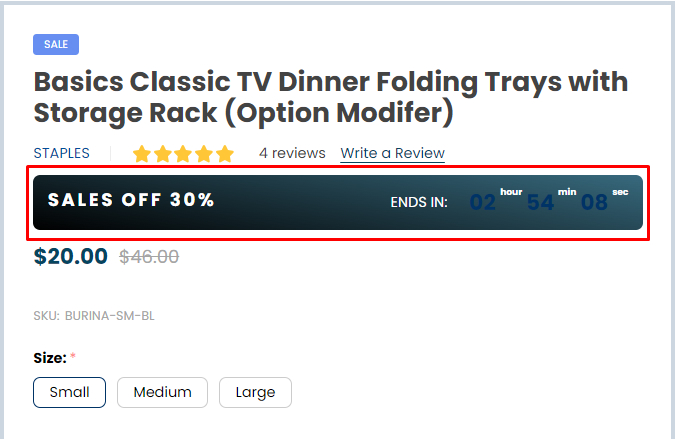 SALE
Basics Classic TV Dinner Folding Trays with
Storage Rack (Option Modifer)
STAPLES 4 reviews Write a Review
SALES OFF 30% ENDS IN: 02 hour 54 min 08 sec
$20.00 $46.00
SKU: BURINA-SM-BL
Size: *
Small Medium Large